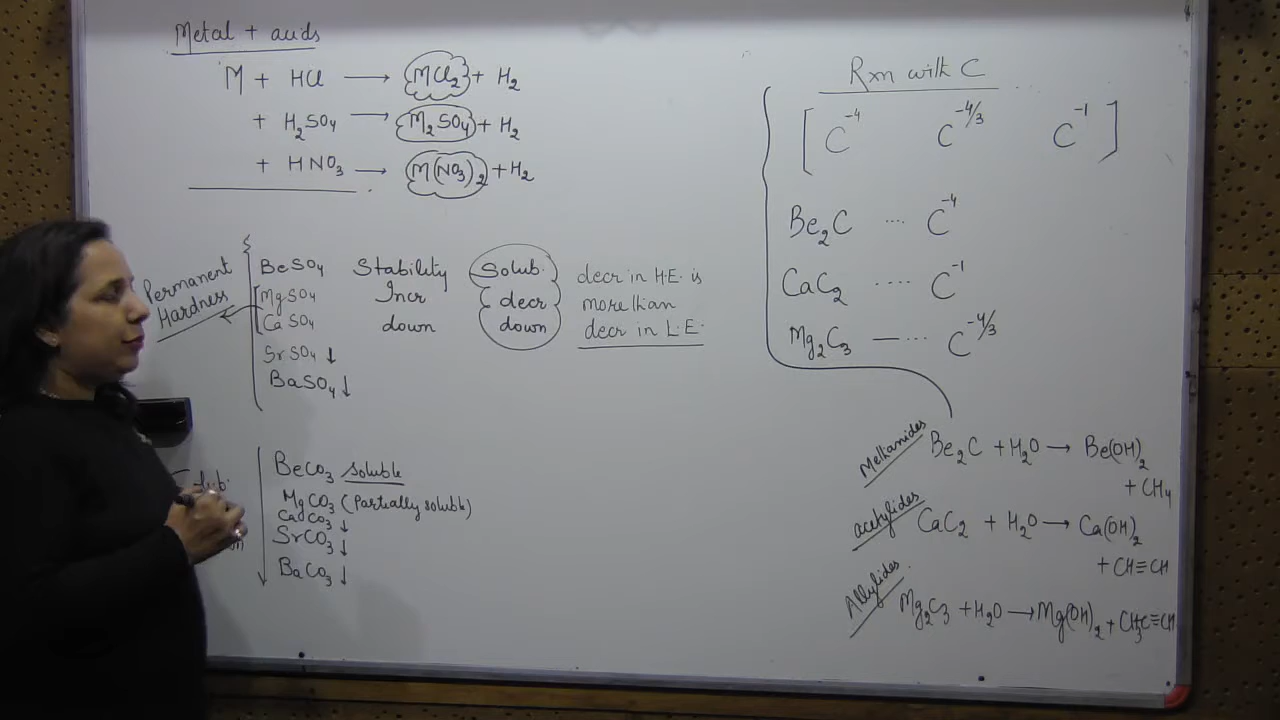 Metal + acids
M + HCl ⟶ MCl₂ + H₂
+ H₂SO₄ ⟶ M₂SO₄ + H₂
+ HNO₃ ⟶ M(NO₃)₂ + H₂
Permanent
Hardness
BeSO₄
MgSO₄
CaSO₄
SrSO₄ ↓
BaSO₄ ↓
Stability
Incr
down
Solub.
decr
down
decr in H.E. is
more than
decr in L.E.
BeCO₃ soluble
MgCO₃ (Partially soluble)
CaCO₃ ↓
SrCO₃ ↓
BaCO₃ ↓
Rxn with C
[ C⁻⁴ C⁻⁴/³ C⁻¹ ]
Be₂C .... C⁻⁴
CaC₂ .... C⁻¹
Mg₂C₃ — ... C⁻⁴/³
Methanides
Be₂C + H₂O ⟶ Be(OH)₂
+ CH₄
acetylides
CaC₂ + H₂O ⟶ Ca(OH)₂
+ CH≡CH
Allylides
Mg₂C₃ + H₂O ⟶ Mg(OH)₂ + CH₃C≡CH